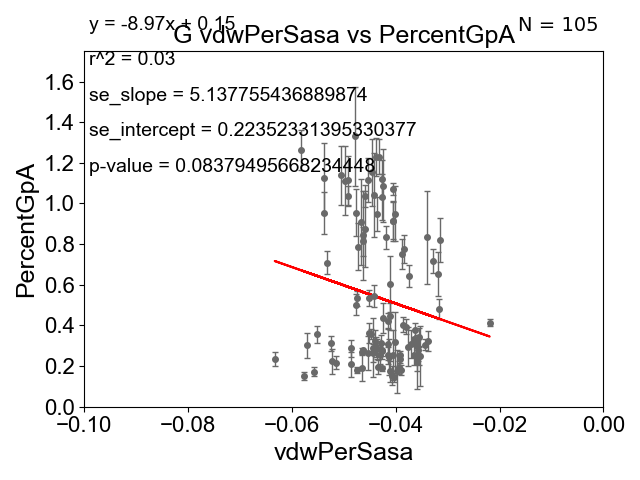 y = -8.97x + 0.15
N = 105
G vdwPerSasa vs PercentGpA
r^2 = 0.03
se_slope = 5.137755436889874
se_intercept = 0.22352331395330377
p-value = 0.08379495668234448
PercentGpA
1.6
1.4
1.2
1.0
0.8
0.6
0.4
0.2
0.0
−0.10 −0.08 −0.06 −0.04 −0.02 0.00
vdwPerSasa